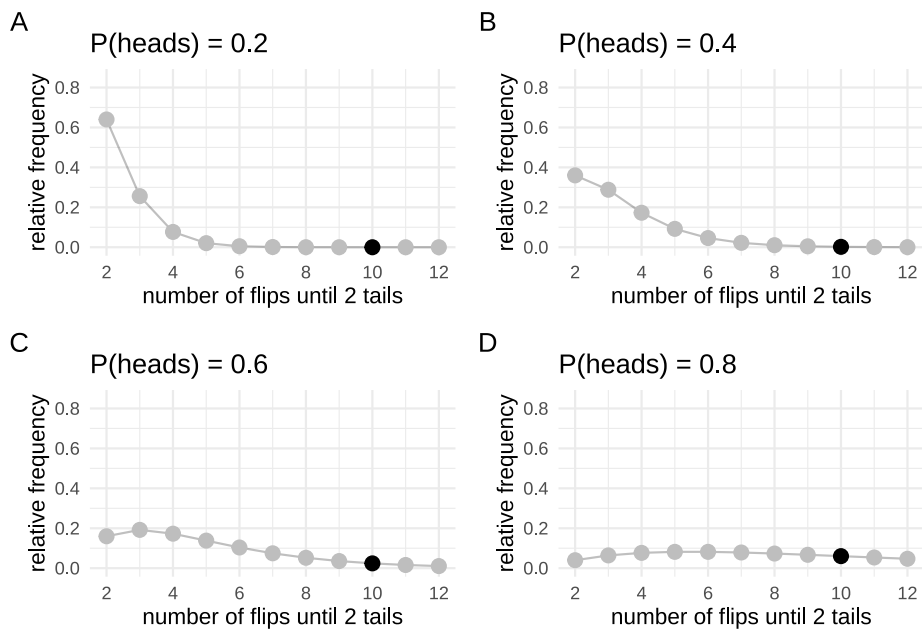 A
P(heads) = 0.2
relative frequency
0.8
0.6
0.4
0.2
0.0
2 4 6 8 10 12
number of flips until 2 tails
B
P(heads) = 0.4
relative frequency
0.8
0.6
0.4
0.2
0.0
2 4 6 8 10 12
number of flips until 2 tails
C
P(heads) = 0.6
relative frequency
0.8
0.6
0.4
0.2
0.0
2 4 6 8 10 12
number of flips until 2 tails
D
P(heads) = 0.8
relative frequency
0.8
0.6
0.4
0.2
0.0
2 4 6 8 10 12
number of flips until 2 tails